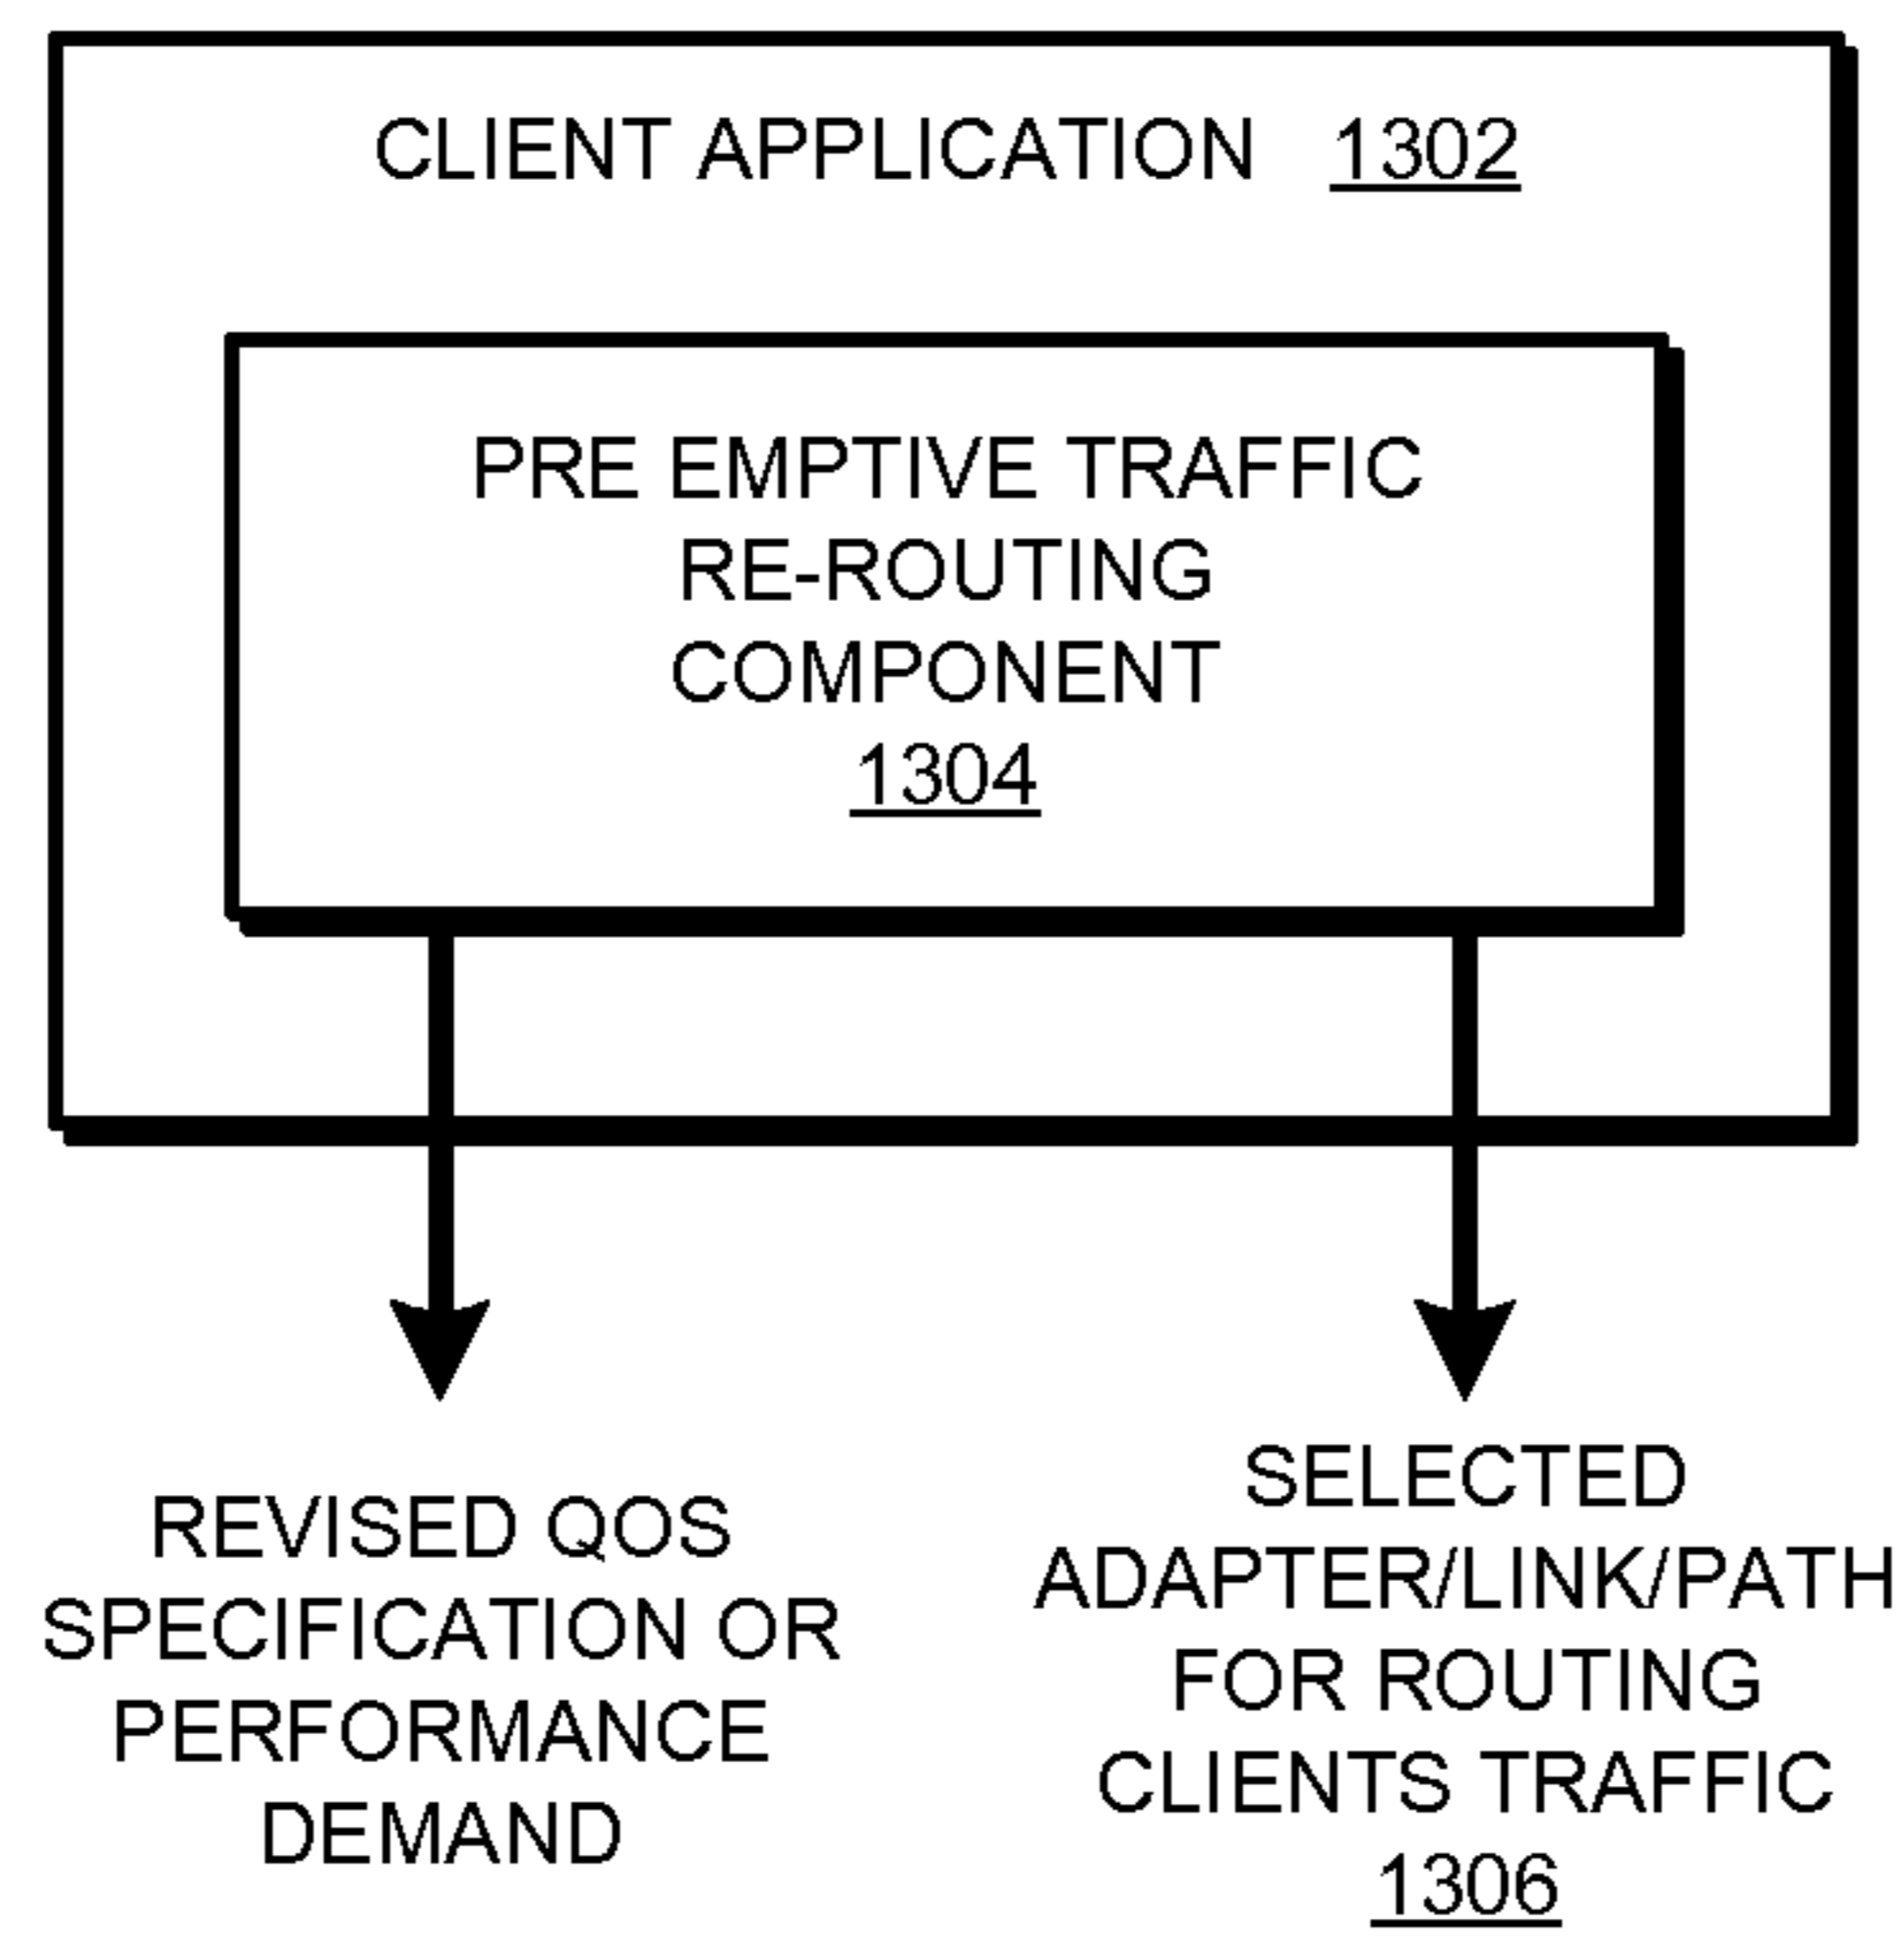 CLIENT APPLICATION 1302
PRE EMPTIVE TRAFFIC
RE-ROUTING
COMPONENT
1304
REVISED QOS
SPECIFICATION OR
PERFORMANCE
DEMAND
SELECTED
ADAPTER/LINK/PATH
FOR ROUTING
CLIENTS TRAFFIC
1306